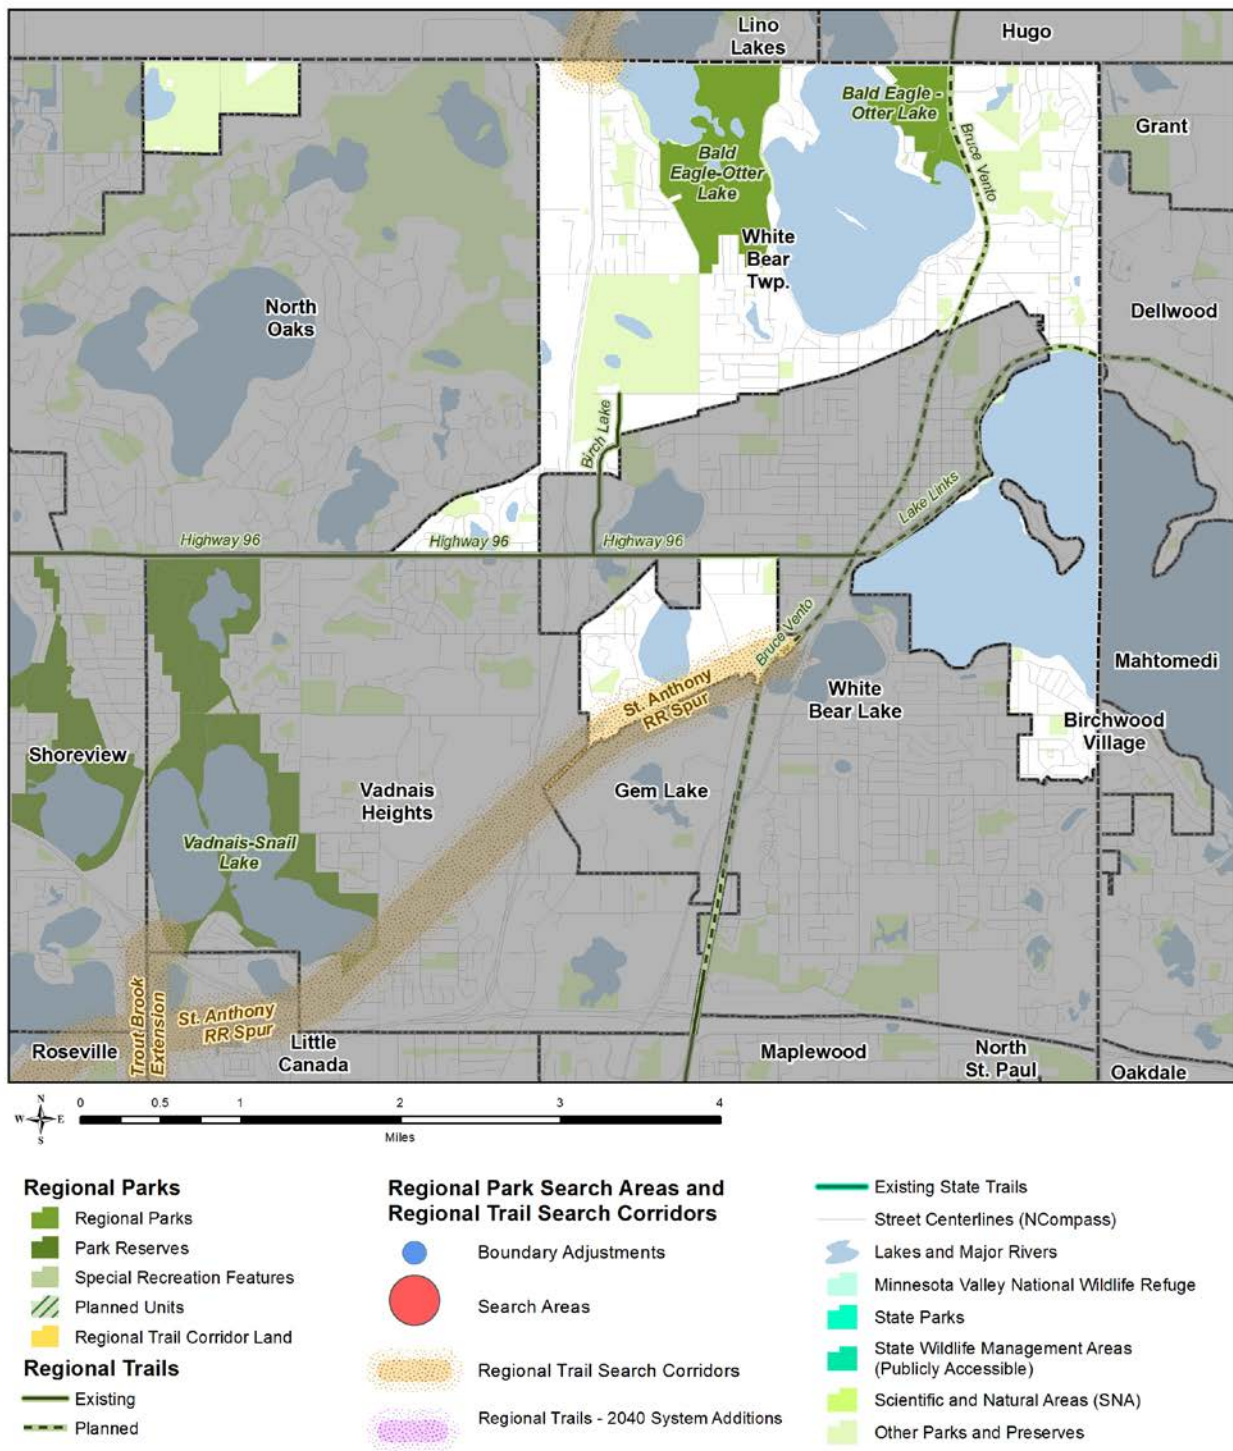 Lino
Lakes
Hugo
Bald Eagle -
Otter Lake
Grant
Bruce Vento
Bald
Eagle-Otter
Lake
White
Bear
Twp.
North
Oaks
Dellwood
Birch Lake
Lake Links
Highway 96
Highway 96
Highway 96
Bruce Vento
Mahtomedi
St. Anthony
RR Spur
White
Bear Lake
Birchwood
Village
Shoreview
Vadnais
Heights
Gem Lake
Vadnais-Snail
Lake
Trout Brook
Extension
St. Anthony
RR Spur
Roseville
Little
Canada
Maplewood
North
St. Paul
Oakdale
N
W E
S
0 0.5 1 2 3 4
Miles
Regional Parks
Regional Parks
Park Reserves
Special Recreation Features
Planned Units
Regional Trail Corridor Land
Regional Trails
Existing
Planned
Regional Park Search Areas and
Regional Trail Search Corridors
Boundary Adjustments
Search Areas
Regional Trail Search Corridors
Regional Trails - 2040 System Additions
Existing State Trails
Street Centerlines (NCompass)
Lakes and Major Rivers
Minnesota Valley National Wildlife Refuge
State Parks
State Wildlife Management Areas
(Publicly Accessible)
Scientific and Natural Areas (SNA)
Other Parks and Preserves